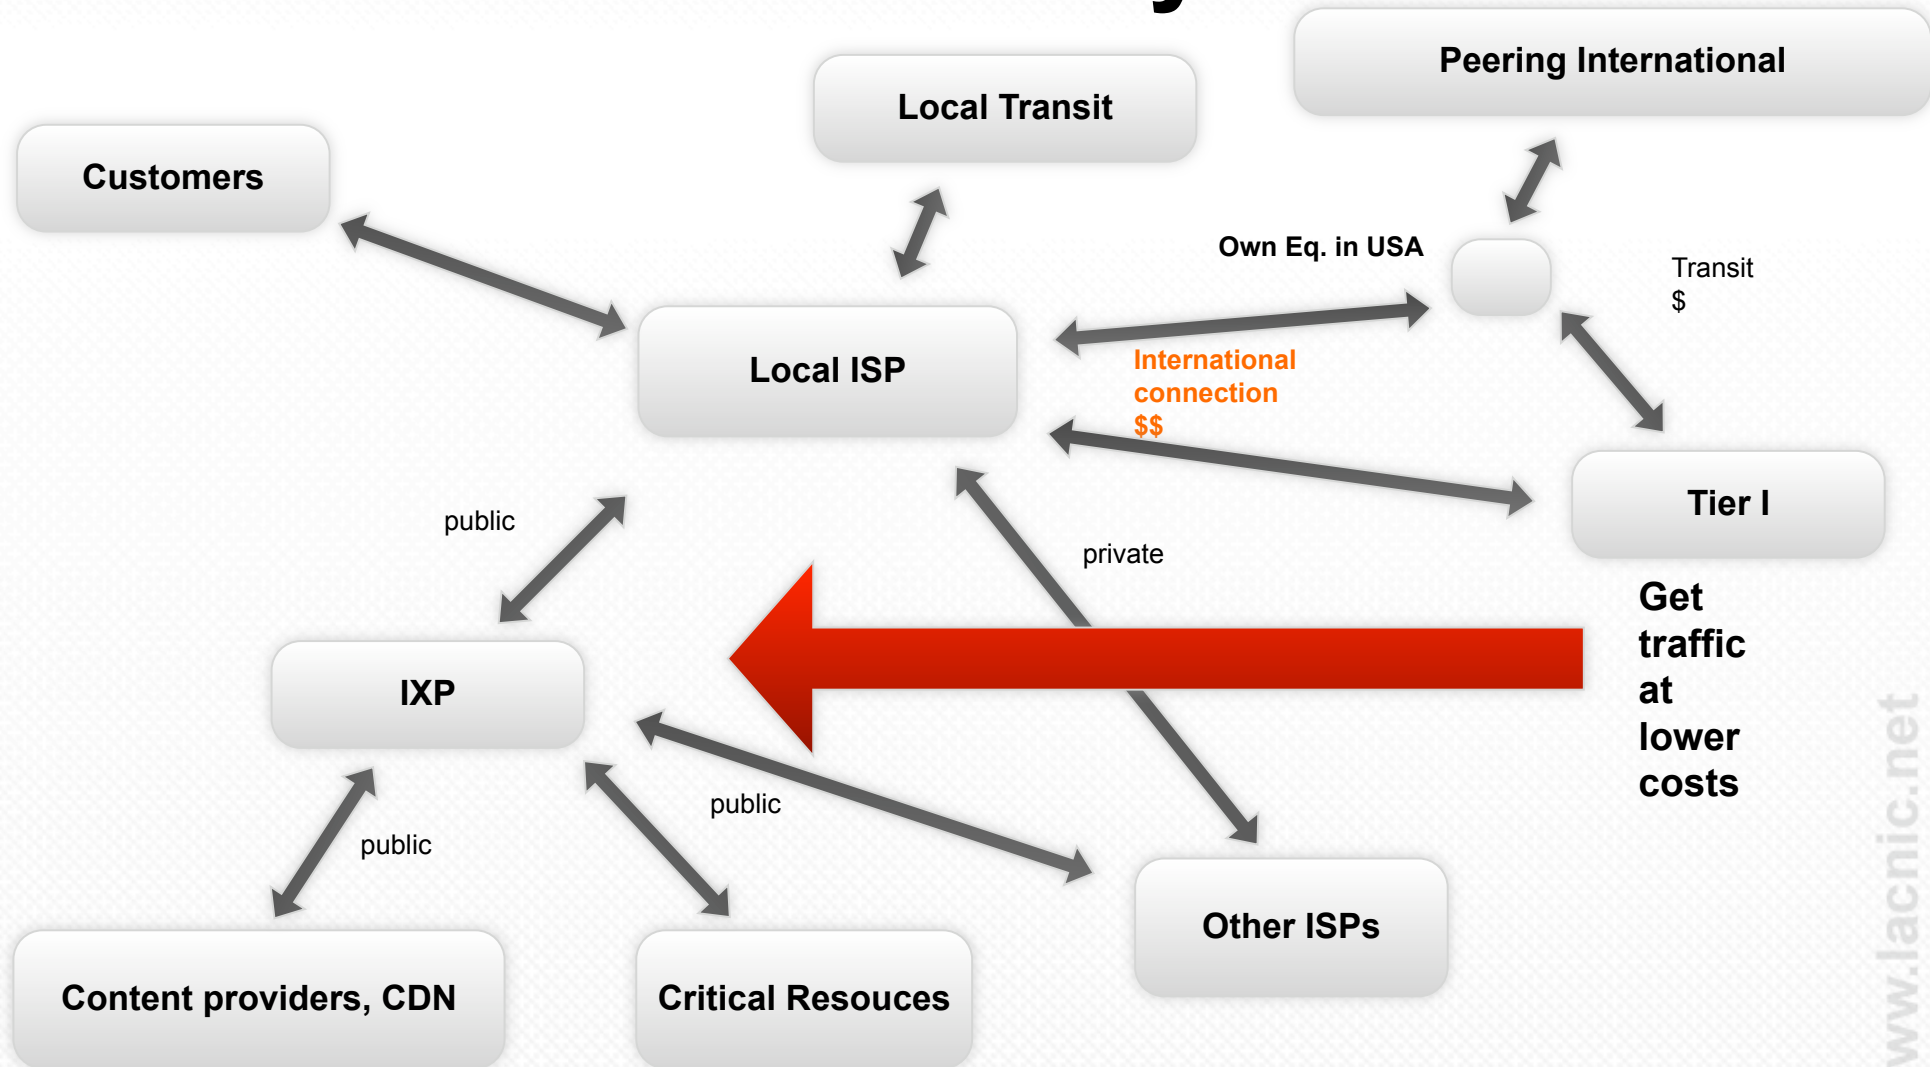 Peering International
Local Transit
Customers
Own Eq. in USA
Transit
$
Local ISP
International
connection
$$
Tier I
public
private
Get
traffic
at
lower
costs
IXP
public
public
Other ISPs
Content providers, CDN
Critical Resouces
www.lacnic.net